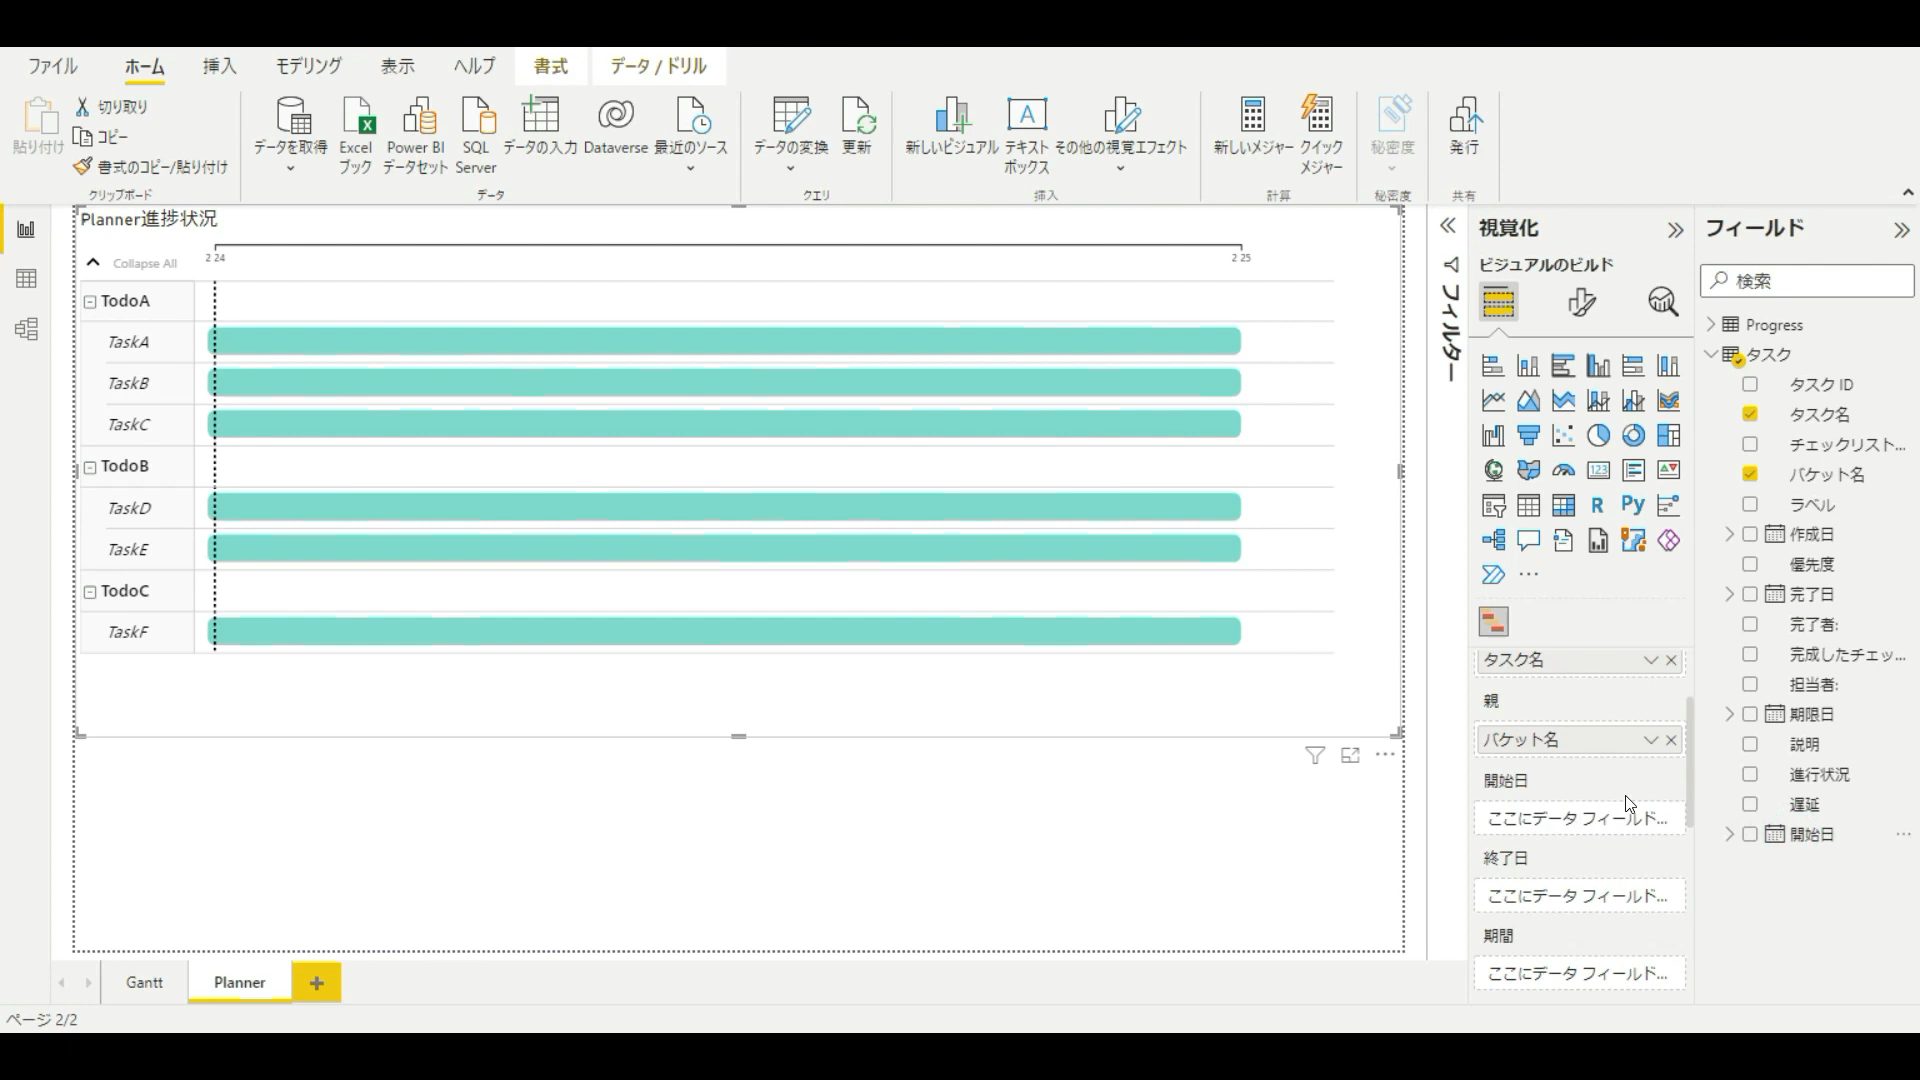 ファイル ホーム 挿入 モデリング 表示 ヘルプ 書式 データ / ドリル
貼り付け
切り取り
コピー
書式のコピー/貼り付け
クリップボード
データを取得
Excel
ブック
Power BI
データセット
SQL
Server
データの入力
Dataverse
最近のソース
データ
データの変換
更新
クエリ
新しいビジュアル
テキスト
ボックス
その他の視覚エフェクト
挿入
新しいメジャー
クイック
メジャー
計算
秘密度
秘密度
発行
共有
Planner進捗状況
Collapse All
2 24
2 25
TodoA
TaskA
TaskB
TaskC
TodoB
TaskD
TaskE
TodoC
TaskF
Gantt
Planner
ページ 2/2
フィルター
視覚化
ビジュアルのビルド
123
R
Py
タスク名
親
バケット名
開始日
ここにデータ フィールド...
終了日
ここにデータ フィールド...
期間
ここにデータ フィールド...
フィールド
検索
Progress
タスク
タスク ID
タスク名
チェックリスト...
バケット名
ラベル
作成日
優先度
完了日
完了者:
完成したチェッ...
担当者:
期限日
説明
進行状況
遅延
開始日